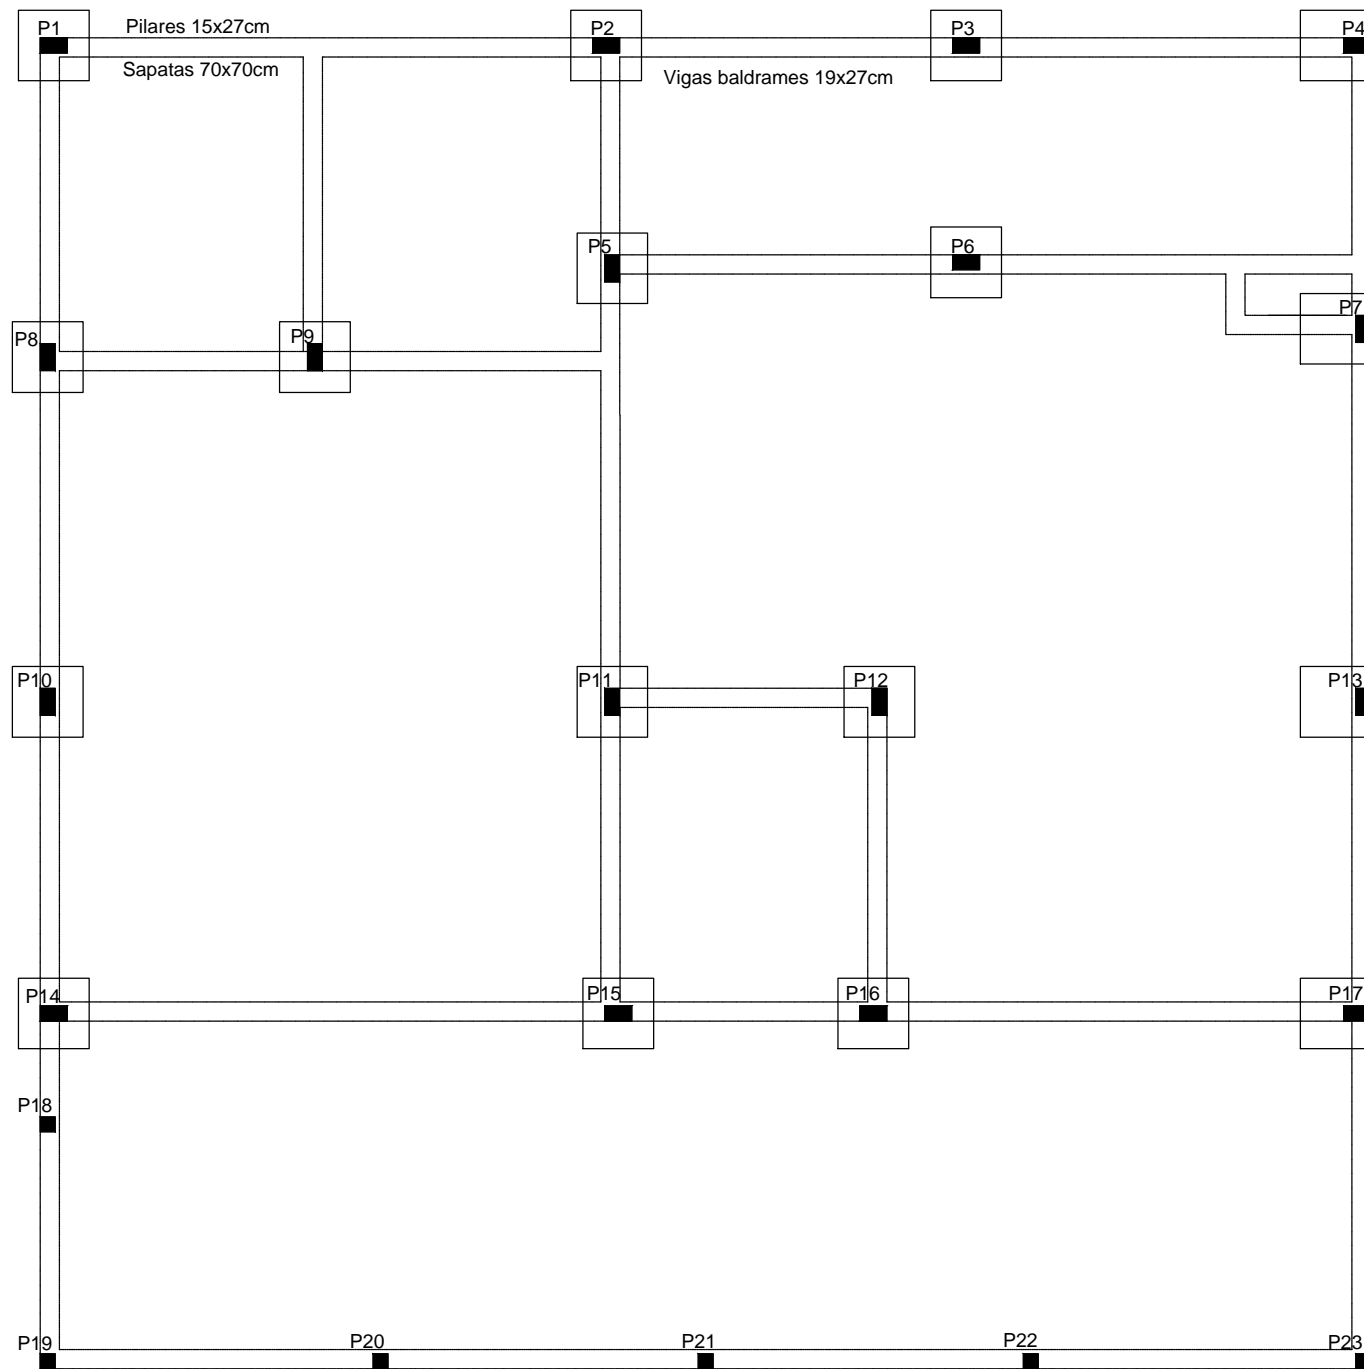 P1
Pilares 15x27cm
P2
P3
P4
Sapatas 70x70cm
Vigas baldrames 19x27cm
P5
P6
P7
P8
P9
P10
P11
P12
P13
P14
P15
P16
P17
P18
P19
P20
P21
P22
P23